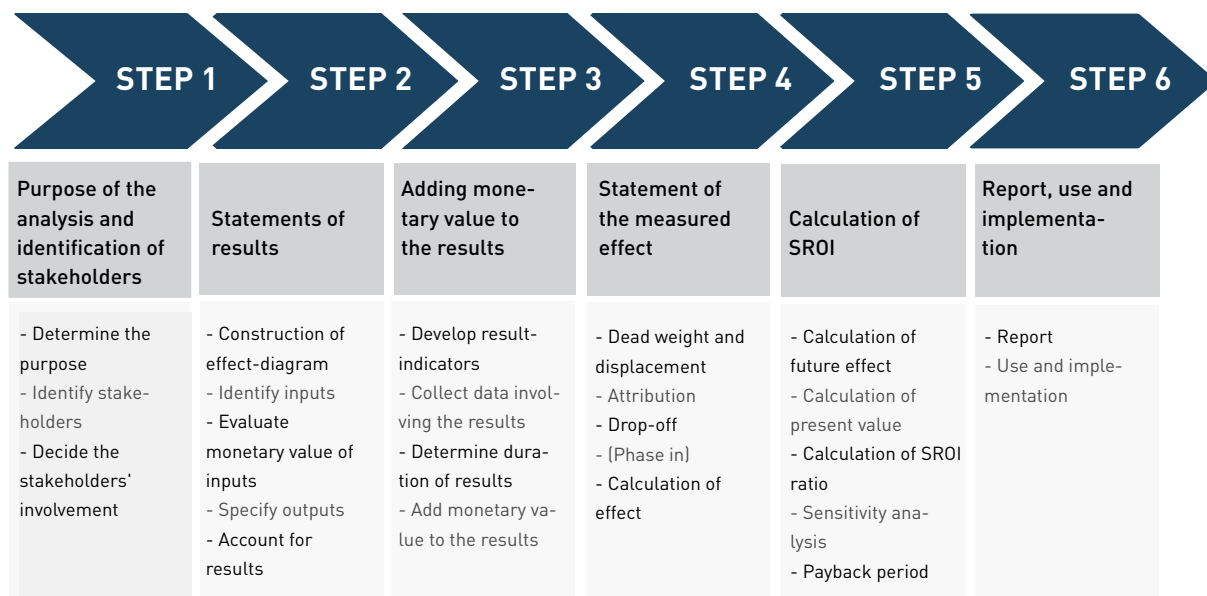 STEP 1
STEP 2
STEP 3
STEP 4
STEP 5
STEP 6
Purpose of the
analysis and
identification of
stakeholders
Statements of
results
Adding mone-
tary value to
the results
Statement of
the measured
effect
Calculation of
SROI
Report, use and
implementa-
tion
- Determine the
purpose
- Identify stake-
holders
- Decide the
stakeholders'
involvement
- Construction of
effect-diagram
- Identify inputs
- Evaluate
monetary value of
inputs
- Specify outputs
- Account for
results
- Develop result-
indicators
- Collect data invol-
ving the results
- Determine dura-
tion of results
- Add monetary va-
lue to the results
- Dead weight and
displacement
- Attribution
- Drop-off
- (Phase in)
- Calculation of
effect
- Calculation of
future effect
- Calculation of
present value
- Calculation of SROI
ratio
- Sensitivity ana-
lysis
- Payback period
- Report
- Use and imple-
mentation